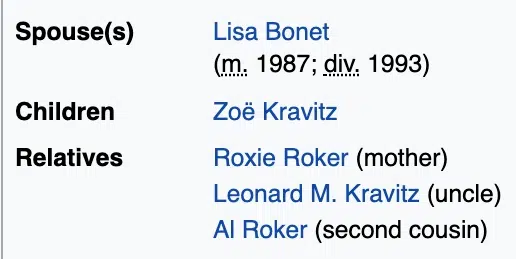 Spouse(s) Lisa Bonet
(m. 1987; div. 1993)
Children Zoë Kravitz
Relatives Roxie Roker (mother)
Leonard M. Kravitz (uncle)
Al Roker (second cousin)